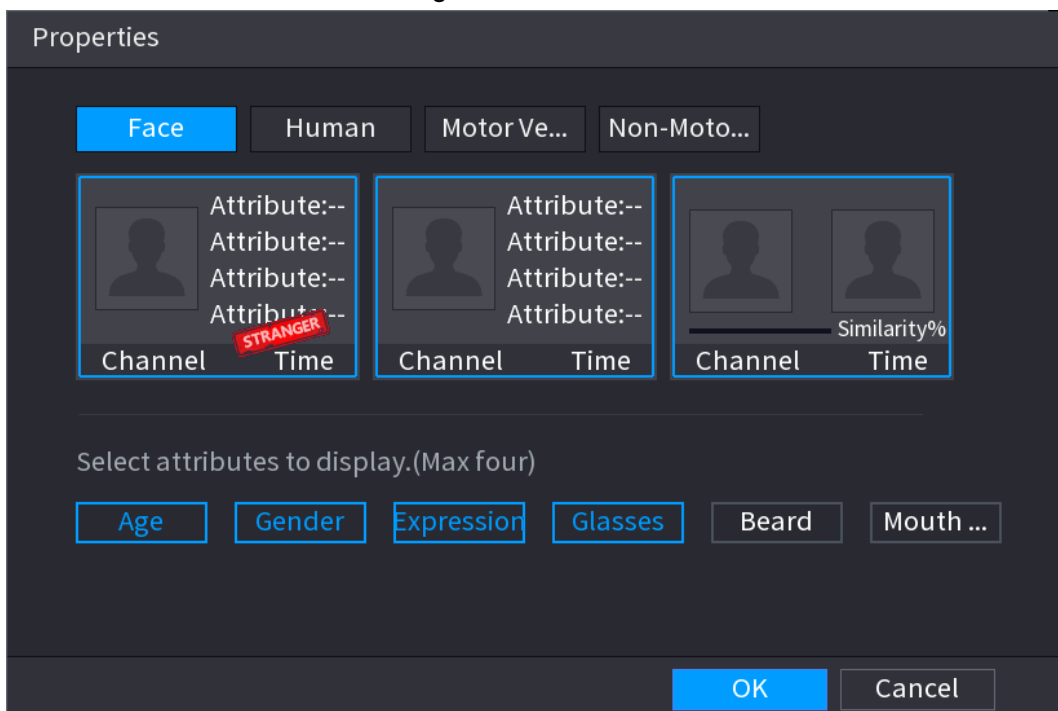 Properties
Face Human Motor Ve... Non-Moto...
Attribute:-- Attribute:--
Attribute:-- Attribute:--
Attribute:-- Attribute:--
Attribute:-- Attribute:--
STRANGER Similarity%
Channel Time Channel Time Channel Time
Select attributes to display.(Max four)
Age Gender Expression Glasses Beard Mouth ...
OK Cancel